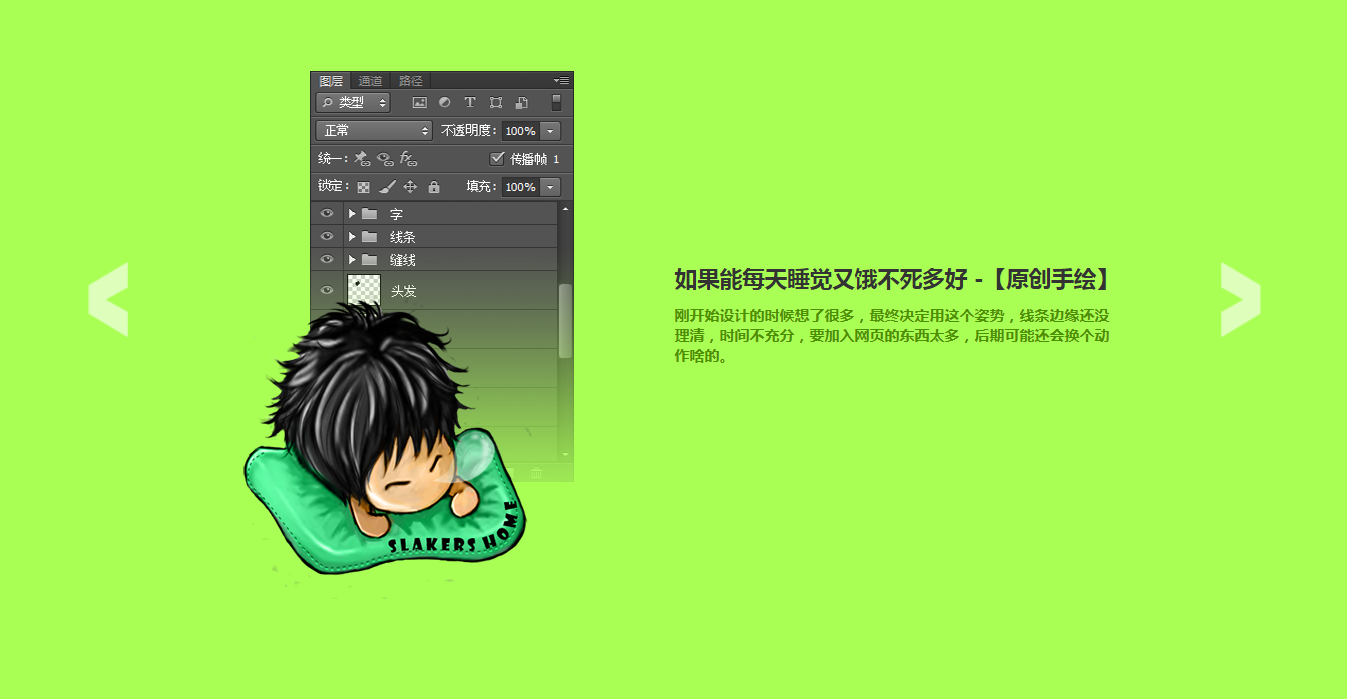 图层 通道 路径
类型
正常 不透明度: 100%
统一: 传播帧 1
锁定: 填充: 100%
字
线条
缝线
头发
SLAKERS HOME
如果能每天睡觉又饿不死多好 -【原创手绘】
刚开始设计的时候想了很多，最终决定用这个姿势，线条边缘还没
理清，时间不充分，要加入网页的东西太多，后期可能还会换个动
作啥的。